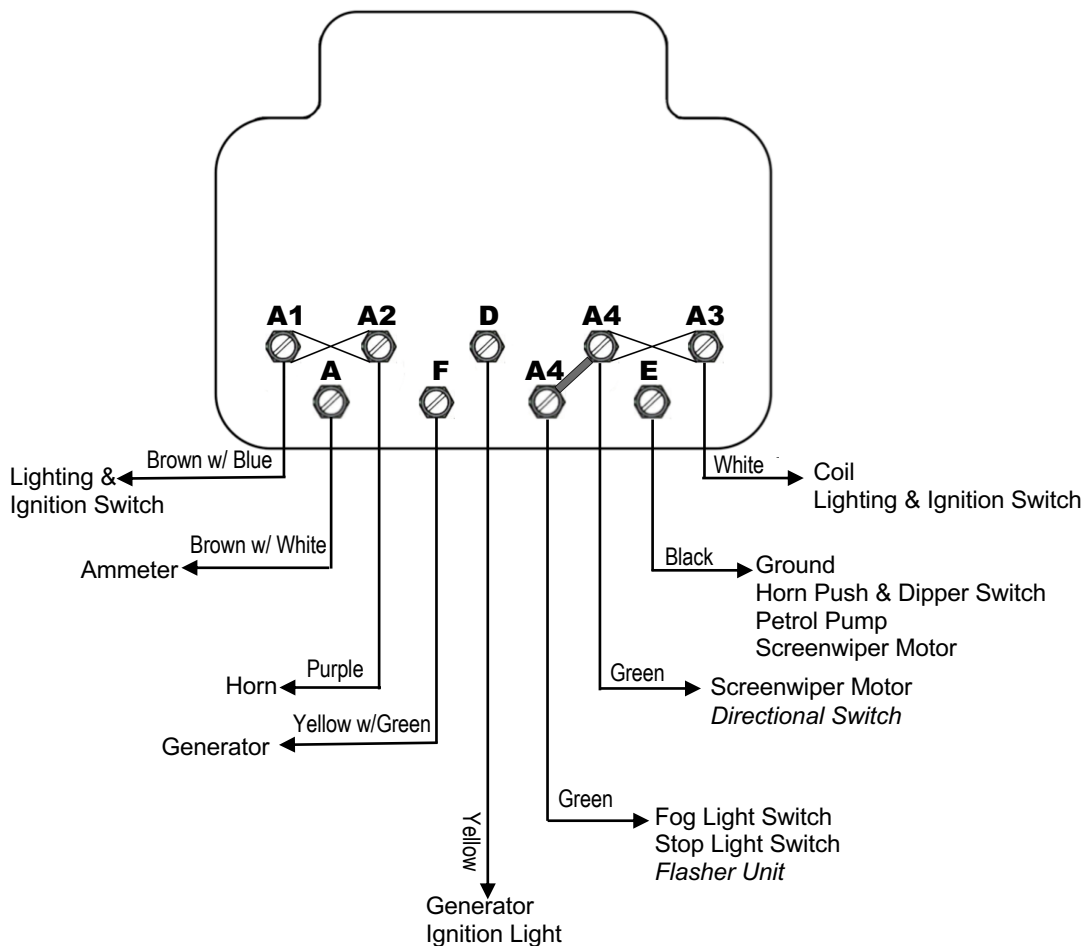 A1 A2 D A4 A3
A F A4 E
Brown w/ Blue
Lighting &
Ignition Switch
White
Coil
Lighting & Ignition Switch
Brown w/ White
Ammeter
Black
Ground
Horn Push & Dipper Switch
Petrol Pump
Screenwiper Motor
Purple
Horn
Green
Screenwiper Motor
Directional Switch
Yellow w/Green
Generator
Green
Fog Light Switch
Stop Light Switch
Flasher Unit
Yellow
Generator
Ignition Light